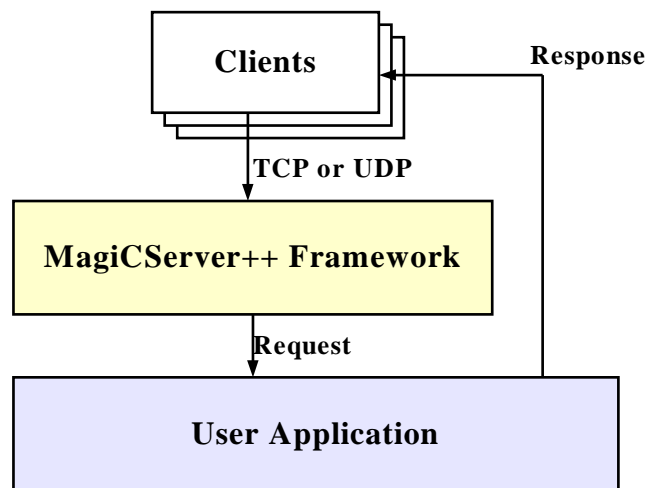 Clients
Response
TCP or UDP
MagiCServer++ Framework
Request
User Application